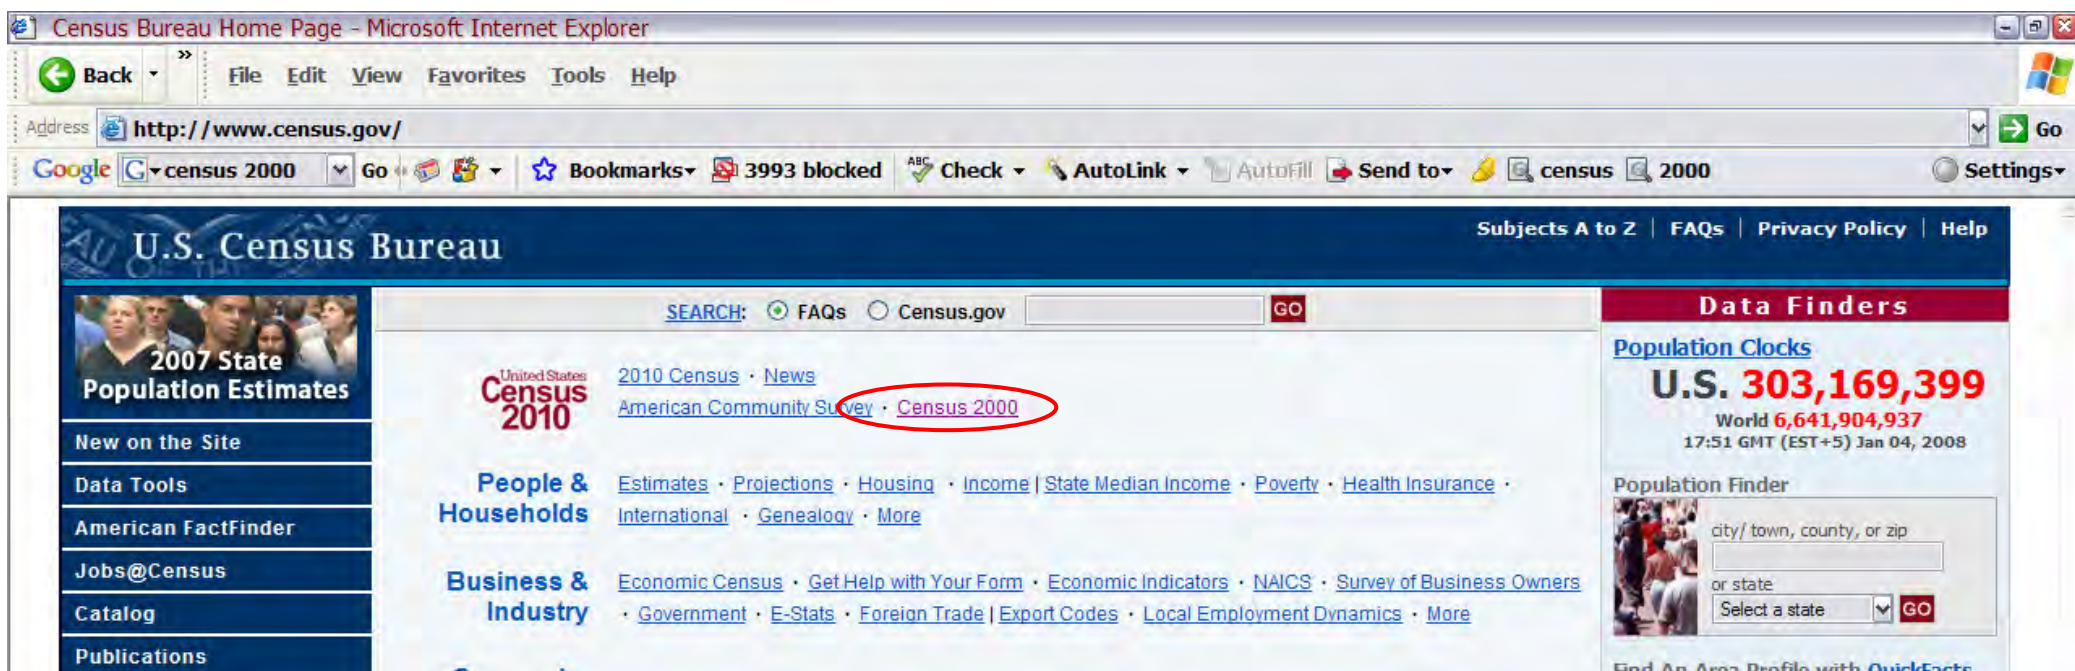 Census Bureau Home Page - Microsoft Internet Explorer
Back » File Edit View Favorites Tools Help
Address http://www.census.gov/ Go
Google G census 2000 Go Bookmarks 3993 blocked ABC Check AutoLink AutoFill Send to census 2000 Settings
U.S. Census Bureau
Subjects A to Z | FAQs | Privacy Policy | Help
2007 State
Population Estimates
New on the Site
Data Tools
American FactFinder
Jobs@Census
Catalog
Publications
SEARCH: FAQs Census.gov GO
United States
Census
2010
2010 Census · News
American Community Survey · Census 2000
People &
Households
Estimates · Projections · Housing · Income | State Median Income · Poverty · Health Insurance ·
International · Genealogy · More
Business &
Industry
Economic Census · Get Help with Your Form · Economic Indicators · NAICS · Survey of Business Owners
· Government · E-Stats · Foreign Trade | Export Codes · Local Employment Dynamics · More
Data Finders
Population Clocks
U.S. 303,169,399
World 6,641,904,937
17:51 GMT (EST+5) Jan 04, 2008
Population Finder
city/ town, county, or zip
or state
Select a state GO
Find An Area Profile with QuickFacts